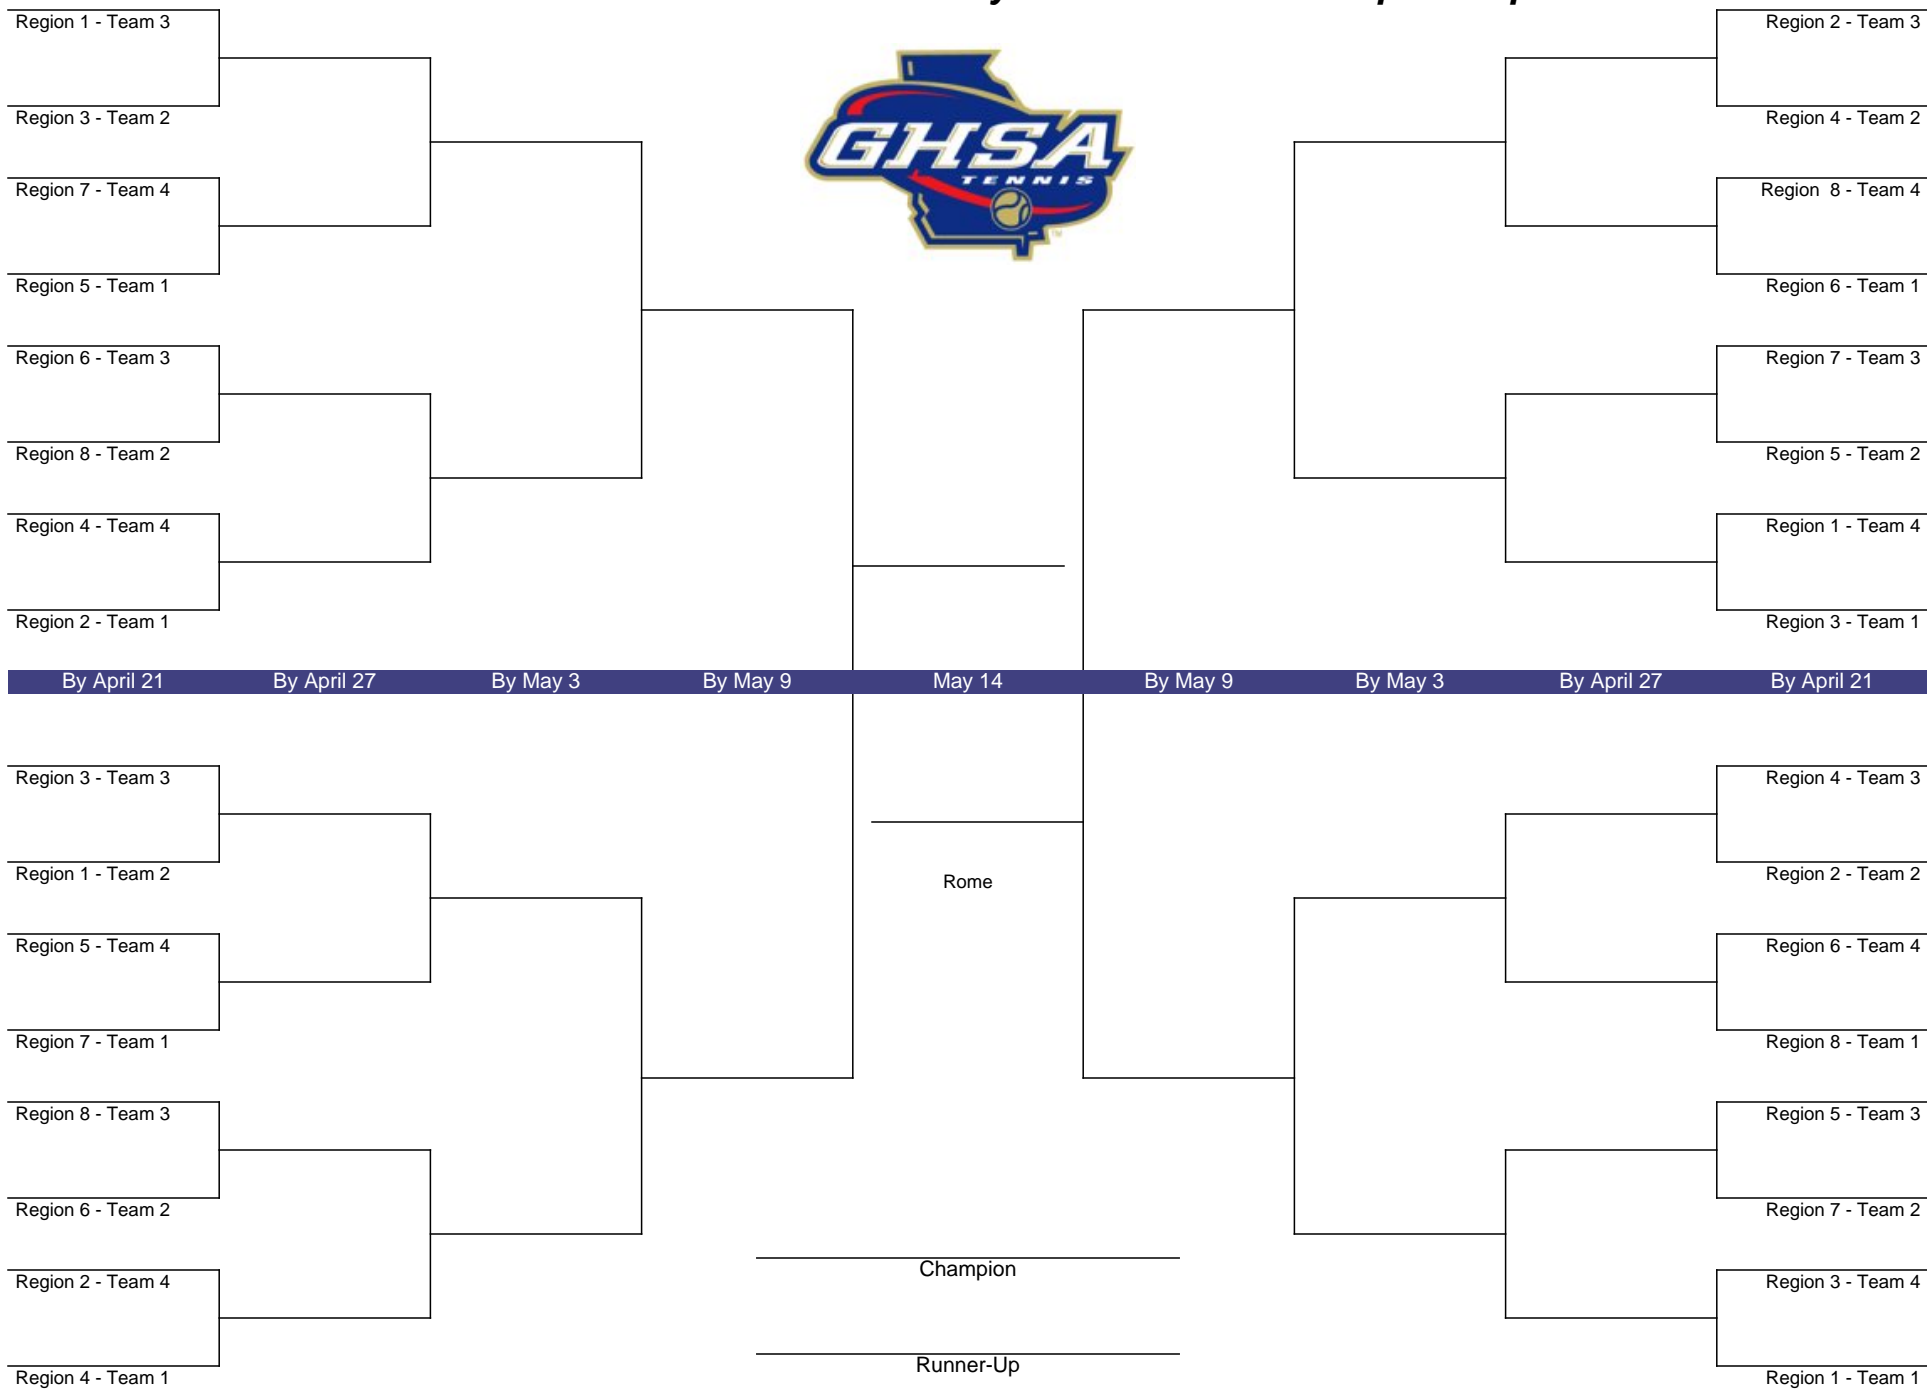 Region 1 - Team 3
Region 3 - Team 2
Region 7 - Team 4
Region 5 - Team 1
Region 6 - Team 3
Region 8 - Team 2
Region 4 - Team 4
Region 2 - Team 1
GHSA
TENNIS
TM
Region 2 - Team 3
Region 4 - Team 2
Region 8 - Team 4
Region 6 - Team 1
Region 7 - Team 3
Region 5 - Team 2
Region 1 - Team 4
Region 3 - Team 1
By April 21 By April 27 By May 3 By May 9 May 14 By May 9 By May 3 By April 27 By April 21
Region 3 - Team 3
Region 1 - Team 2
Region 5 - Team 4
Region 7 - Team 1
Region 8 - Team 3
Region 6 - Team 2
Region 2 - Team 4
Region 4 - Team 1
Rome
Champion
Runner-Up
Region 4 - Team 3
Region 2 - Team 2
Region 6 - Team 4
Region 8 - Team 1
Region 5 - Team 3
Region 7 - Team 2
Region 3 - Team 4
Region 1 - Team 1